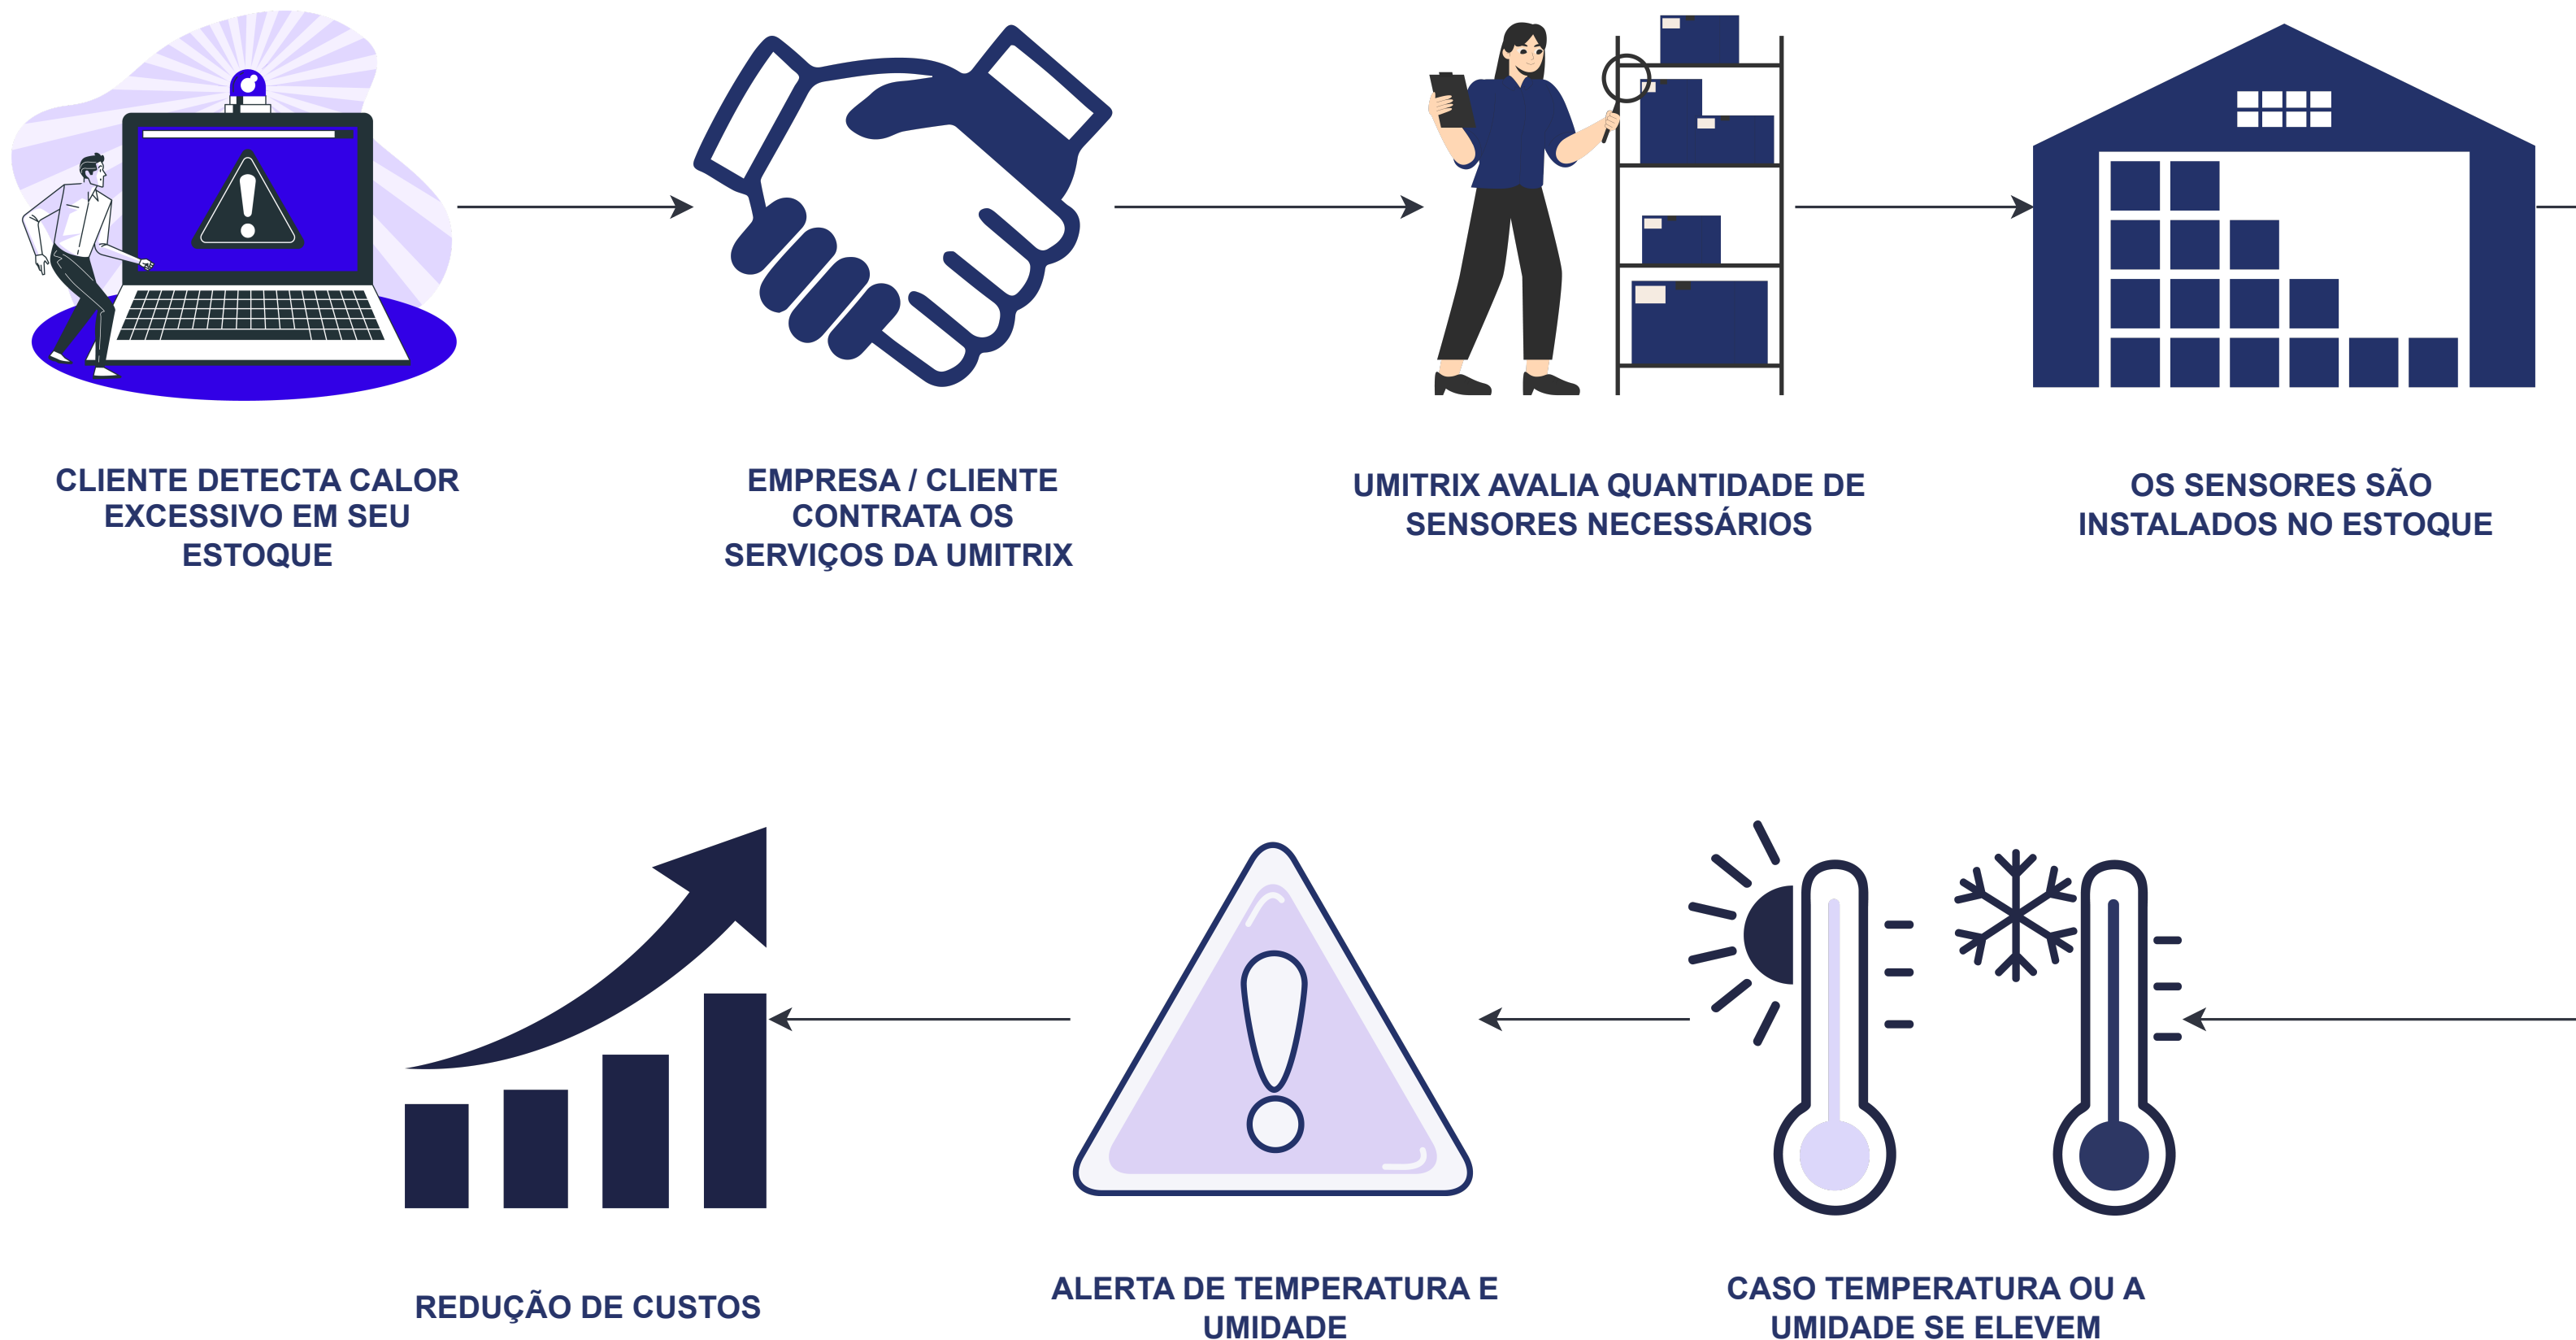 CLIENTE DETECTA CALOR
EXCESSIVO EM SEU
ESTOQUE
EMPRESA / CLIENTE
CONTRATA OS
SERVIÇOS DA UMITRIX
UMITRIX AVALIA QUANTIDADE DE
SENSORES NECESSÁRIOS
OS SENSORES SÃO
INSTALADOS NO ESTOQUE
CASO TEMPERATURA OU A
UMIDADE SE ELEVEM
ALERTA DE TEMPERATURA E
UMIDADE
REDUÇÃO DE CUSTOS